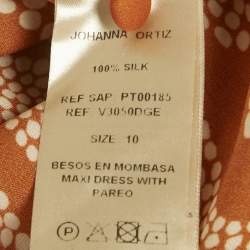 JOHANNA ORTIZ
100% SILK
REF SAP PT00185
REF V3050DGE
SIZE 10
BESOS EN MOMBASA
MAXI DRESS WITH
PAREO